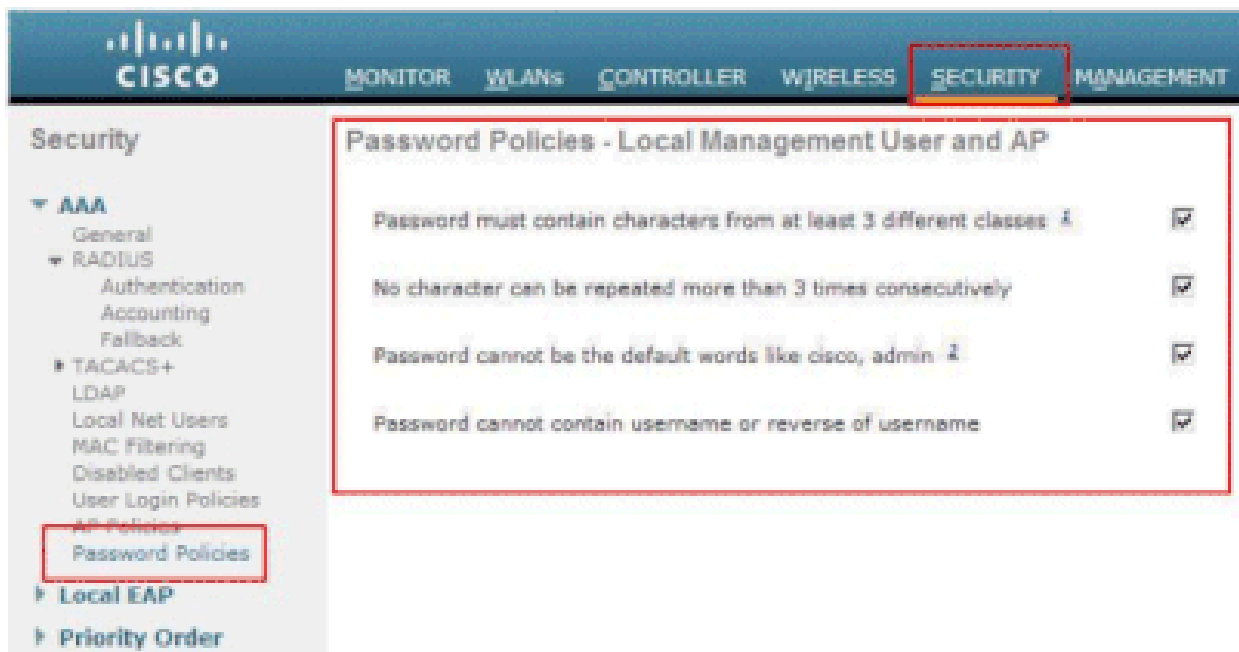 CISCO
MONITOR WLANs CONTROLLER WIRELESS SECURITY MANAGEMENT
Security
AAA
General
RADIUS
Authentication
Accounting
Fallback
TACACS+
LDAP
Local Net Users
MAC Filtering
Disabled Clients
User Login Policies
AP Policies
Password Policies
Local EAP
Priority Order
Password Policies - Local Management User and AP
Password must contain characters from at least 3 different classes 1
No character can be repeated more than 3 times consecutively
Password cannot be the default words like cisco, admin 2
Password cannot contain username or reverse of username